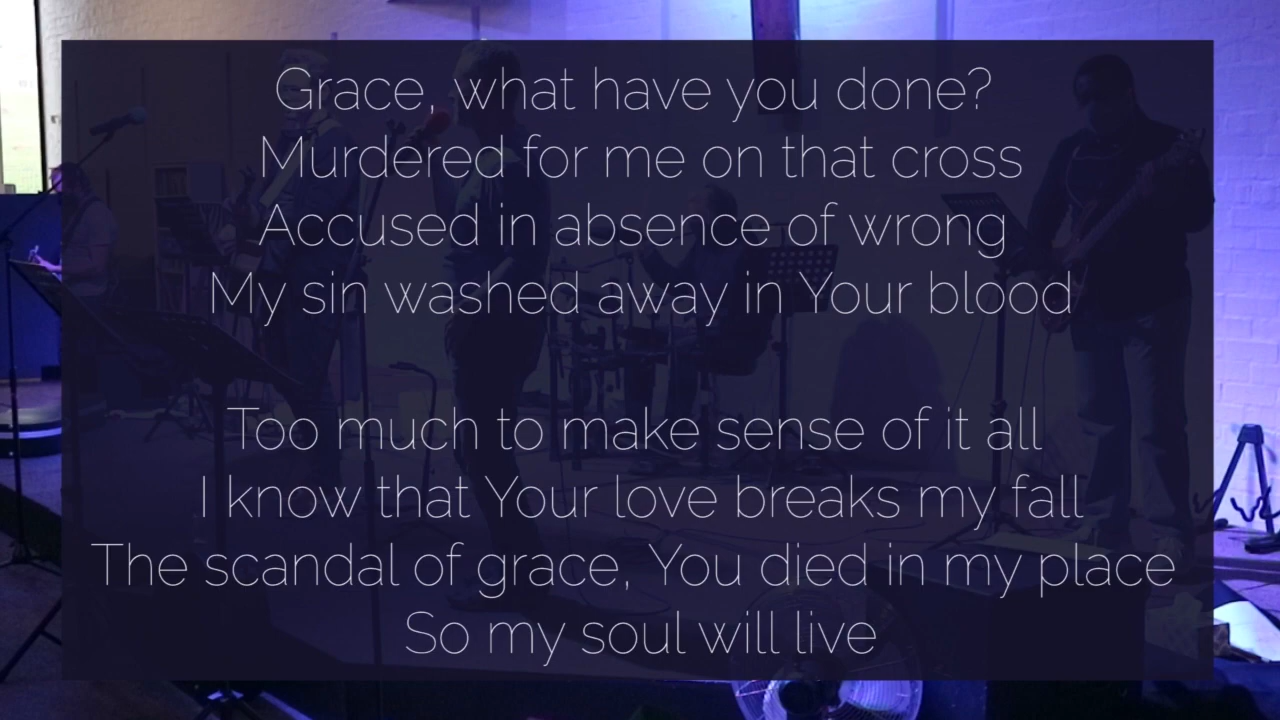 Grace, what have you done?
Murdered for me on that cross
Accused in absence of wrong
My sin washed away in Your blood
Too much to make sense of it all
I know that Your love breaks my fall
The scandal of grace, You died in my place
So my soul will live